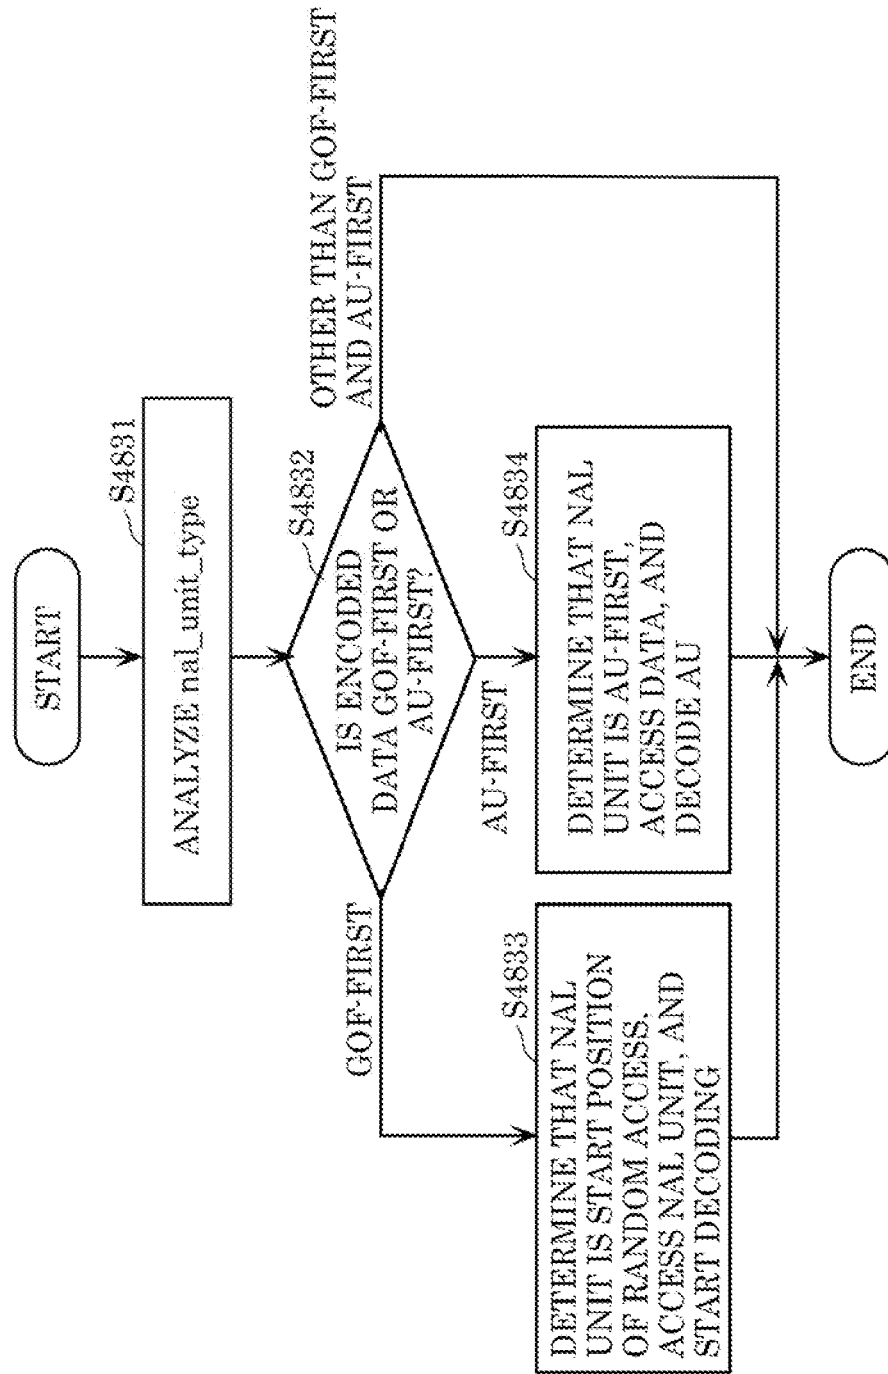 START
S4831
ANALYZE nal_unit_type
S4832
IS ENCODED
DATA GOF-FIRST OR
AU-FIRST?
GOF-FIRST
AU-FIRST
OTHER THAN GOF-FIRST
AND AU-FIRST
S4833
DETERMINE THAT NAL
UNIT IS START POSITION
OF RANDOM ACCESS.
ACCESS NAL UNIT, AND
START DECODING
S4834
DETERMINE THAT NAL
UNIT IS AU-FIRST,
ACCESS DATA, AND
DECODE AU
END